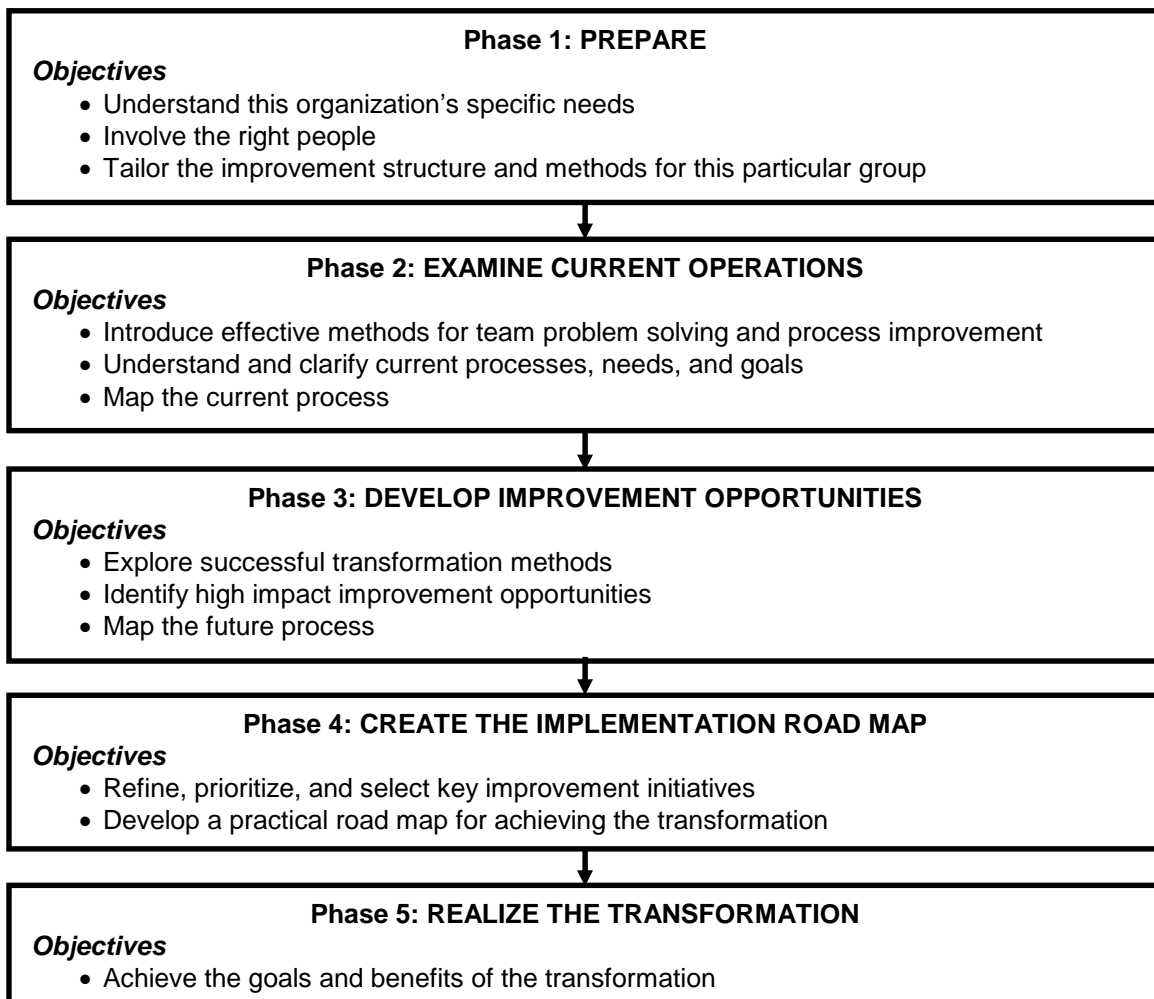 Phase 1: PREPARE
Objectives
• Understand this organization’s specific needs
• Involve the right people
• Tailor the improvement structure and methods for this particular group
Phase 2: EXAMINE CURRENT OPERATIONS
Objectives
• Introduce effective methods for team problem solving and process improvement
• Understand and clarify current processes, needs, and goals
• Map the current process
Phase 3: DEVELOP IMPROVEMENT OPPORTUNITIES
Objectives
• Explore successful transformation methods
• Identify high impact improvement opportunities
• Map the future process
Phase 4: CREATE THE IMPLEMENTATION ROAD MAP
Objectives
• Refine, prioritize, and select key improvement initiatives
• Develop a practical road map for achieving the transformation
Phase 5: REALIZE THE TRANSFORMATION
Objectives
• Achieve the goals and benefits of the transformation